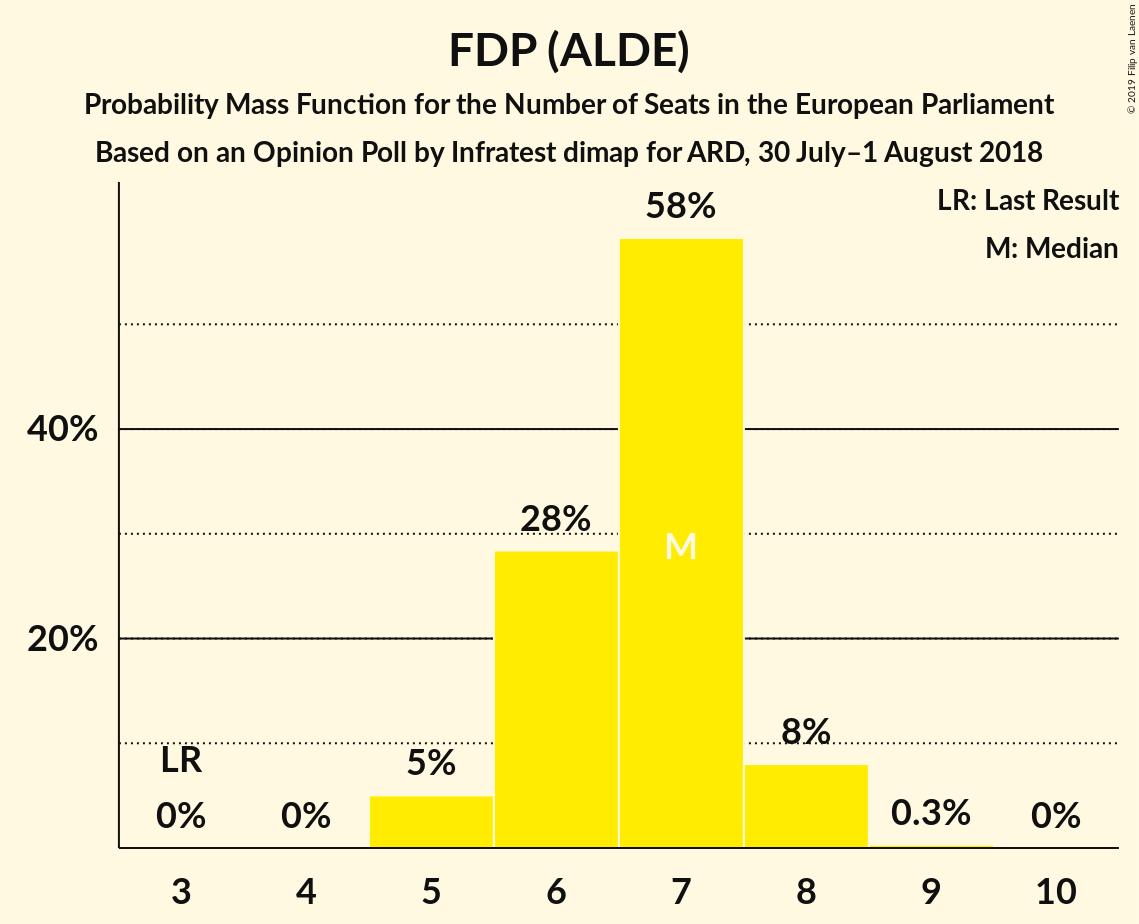 FDP (ALDE)
Probability Mass Function for the Number of Seats in the European Parliament
Based on an Opinion Poll by Infratest dimap for ARD, 30 July–1 August 2018
© 2019 Filip van Laenen
LR: Last Result
M: Median
58%
40%
28%
M
20%
8%
LR
5%
0%
0%
0.3%
0%
3 4 5 6 7 8 9 10